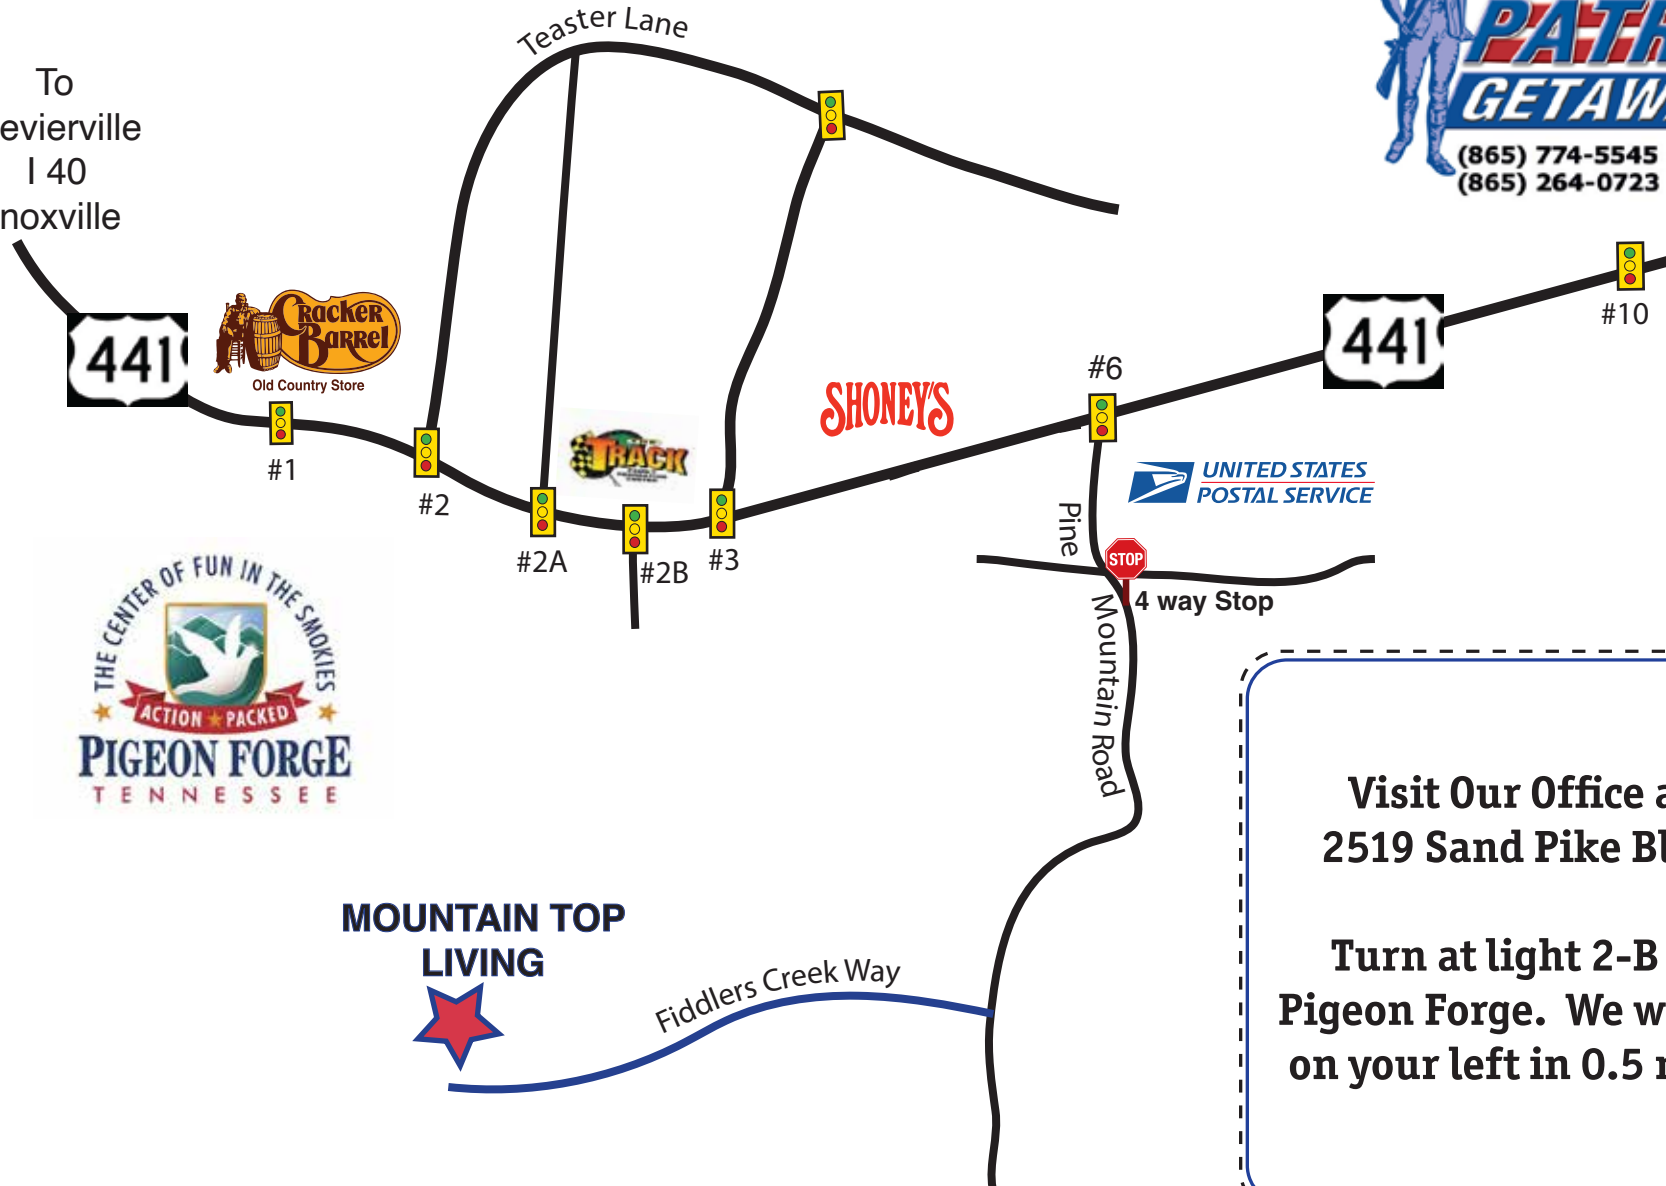 Teaster Lane
To
evierville
I 40
noxville
PATR
GETAW
(865) 774-5545
(865) 264-0723
441
Cracker
Barrel
Old Country Store
#1
#2
#2A
TRACK
#2B
#3
SHONEY'S
#6
441
#10
UNITED STATES
POSTAL SERVICE
Pine
STOP
4 way Stop
Mountain Road
THE CENTER OF FUN IN THE SMOKIES
ACTION PACKED
PIGEON FORGE
TENNESSEE
MOUNTAIN TOP
LIVING
Fiddlers Creek Way
Visit Our Office a
2519 Sand Pike Bl
Turn at light 2-B
Pigeon Forge. We w
on your left in 0.5 m